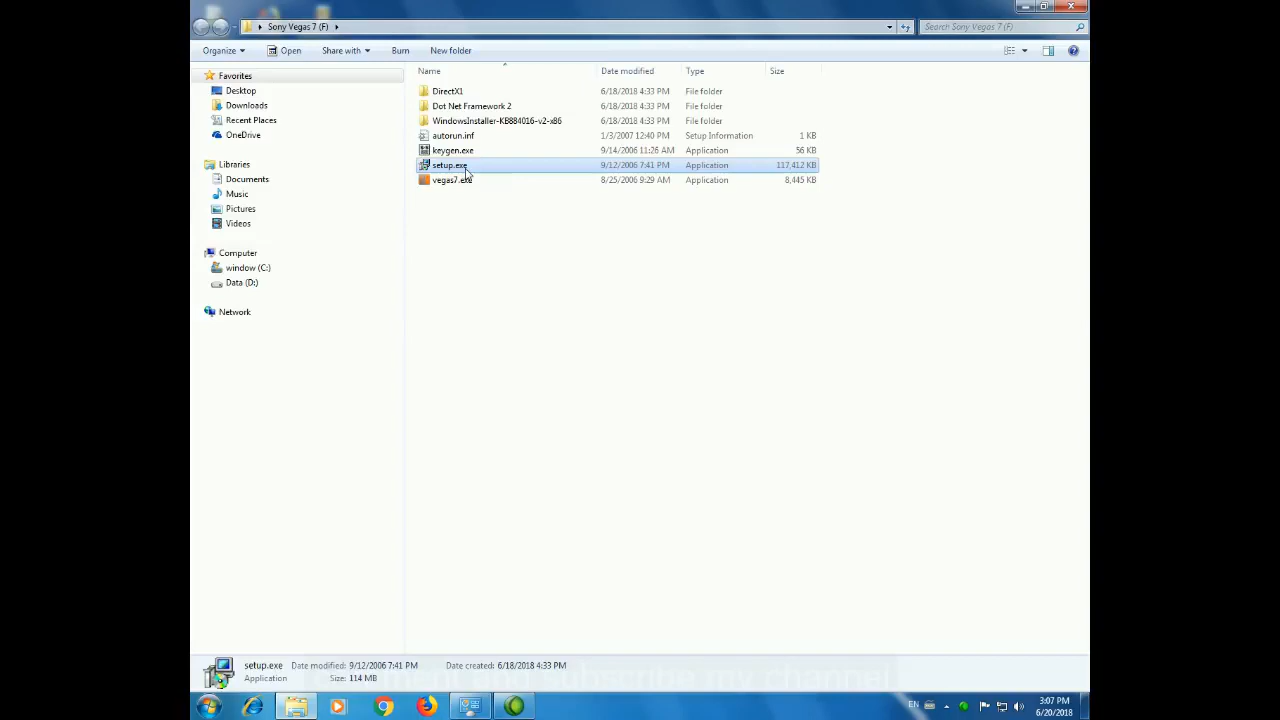 Sony Vegas 7 (F)
Search Sony Vegas 7 (F)
Organize Open Share with Burn New folder
Name Date modified Type Size
Favorites
Desktop
Downloads
Recent Places
OneDrive
Libraries
Documents
Music
Pictures
Videos
Computer
window (C:)
Data (D:)
Network
DirectX1 6/18/2018 4:33 PM File folder
Dot Net Framework 2 6/18/2018 4:33 PM File folder
WindowsInstaller-KB884016-v2-x86 6/18/2018 4:33 PM File folder
autorun.inf 1/3/2007 12:40 PM Setup Information 1 KB
keygen.exe 9/14/2006 11:26 AM Application 56 KB
setup.exe 9/12/2006 7:41 PM Application 117,412 KB
vegas7.exe 8/25/2006 9:29 AM Application 8,445 KB
setup.exe Date modified: 9/12/2006 7:41 PM Date created: 6/18/2018 4:33 PM
Application Size: 114 MB
subscribe my channel
EN
3:07 PM
6/20/2018